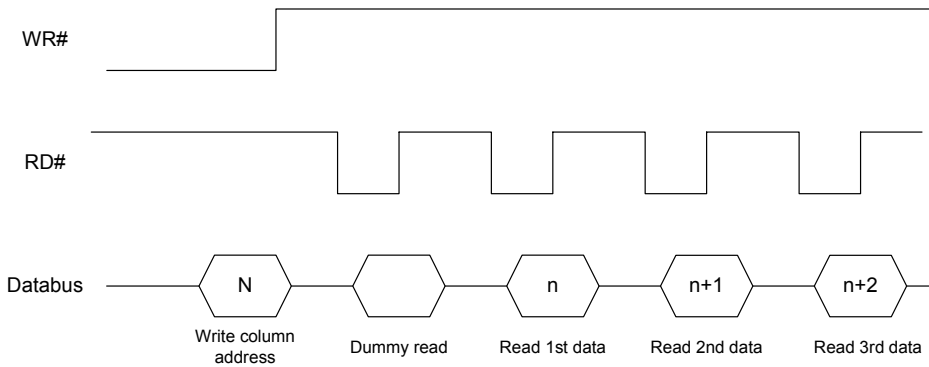 WR#
RD#
Databus
N
n
n+1
n+2
Write column
address
Dummy read
Read 1st data
Read 2nd data
Read 3rd data